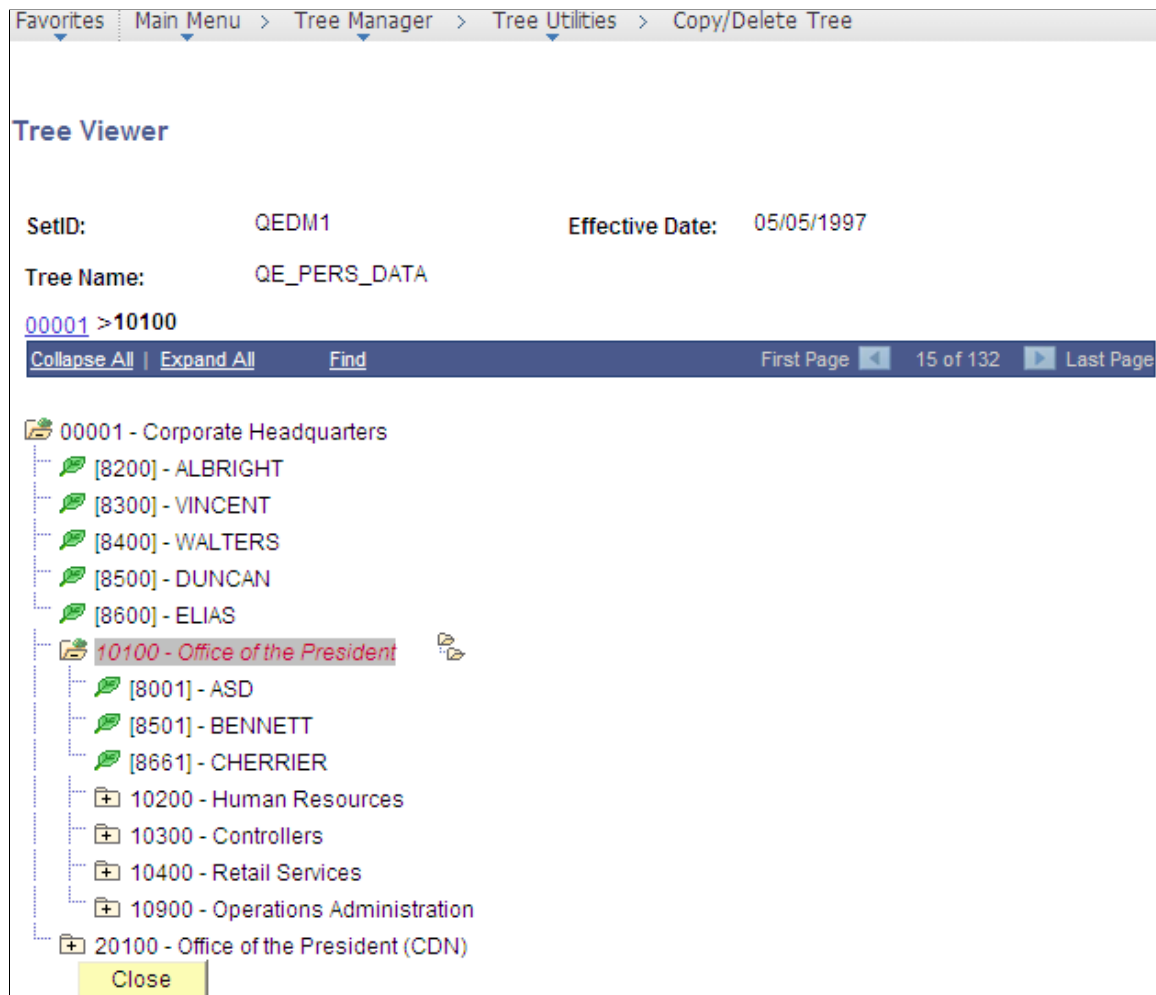 Favorites Main Menu > Tree Manager > Tree Utilities > Copy/Delete Tree
Tree Viewer
SetID: QEDM1 Effective Date: 05/05/1997
Tree Name: QE_PERS_DATA
00001 >10100
Collapse All | Expand All Find First Page 15 of 132 Last Page
00001 - Corporate Headquarters
[8200] - ALBRIGHT
[8300] - VINCENT
[8400] - WALTERS
[8500] - DUNCAN
[8600] - ELIAS
10100 - Office of the President
[8001] - ASD
[8501] - BENNETT
[8661] - CHERRIER
10200 - Human Resources
10300 - Controllers
10400 - Retail Services
10900 - Operations Administration
20100 - Office of the President (CDN)
Close